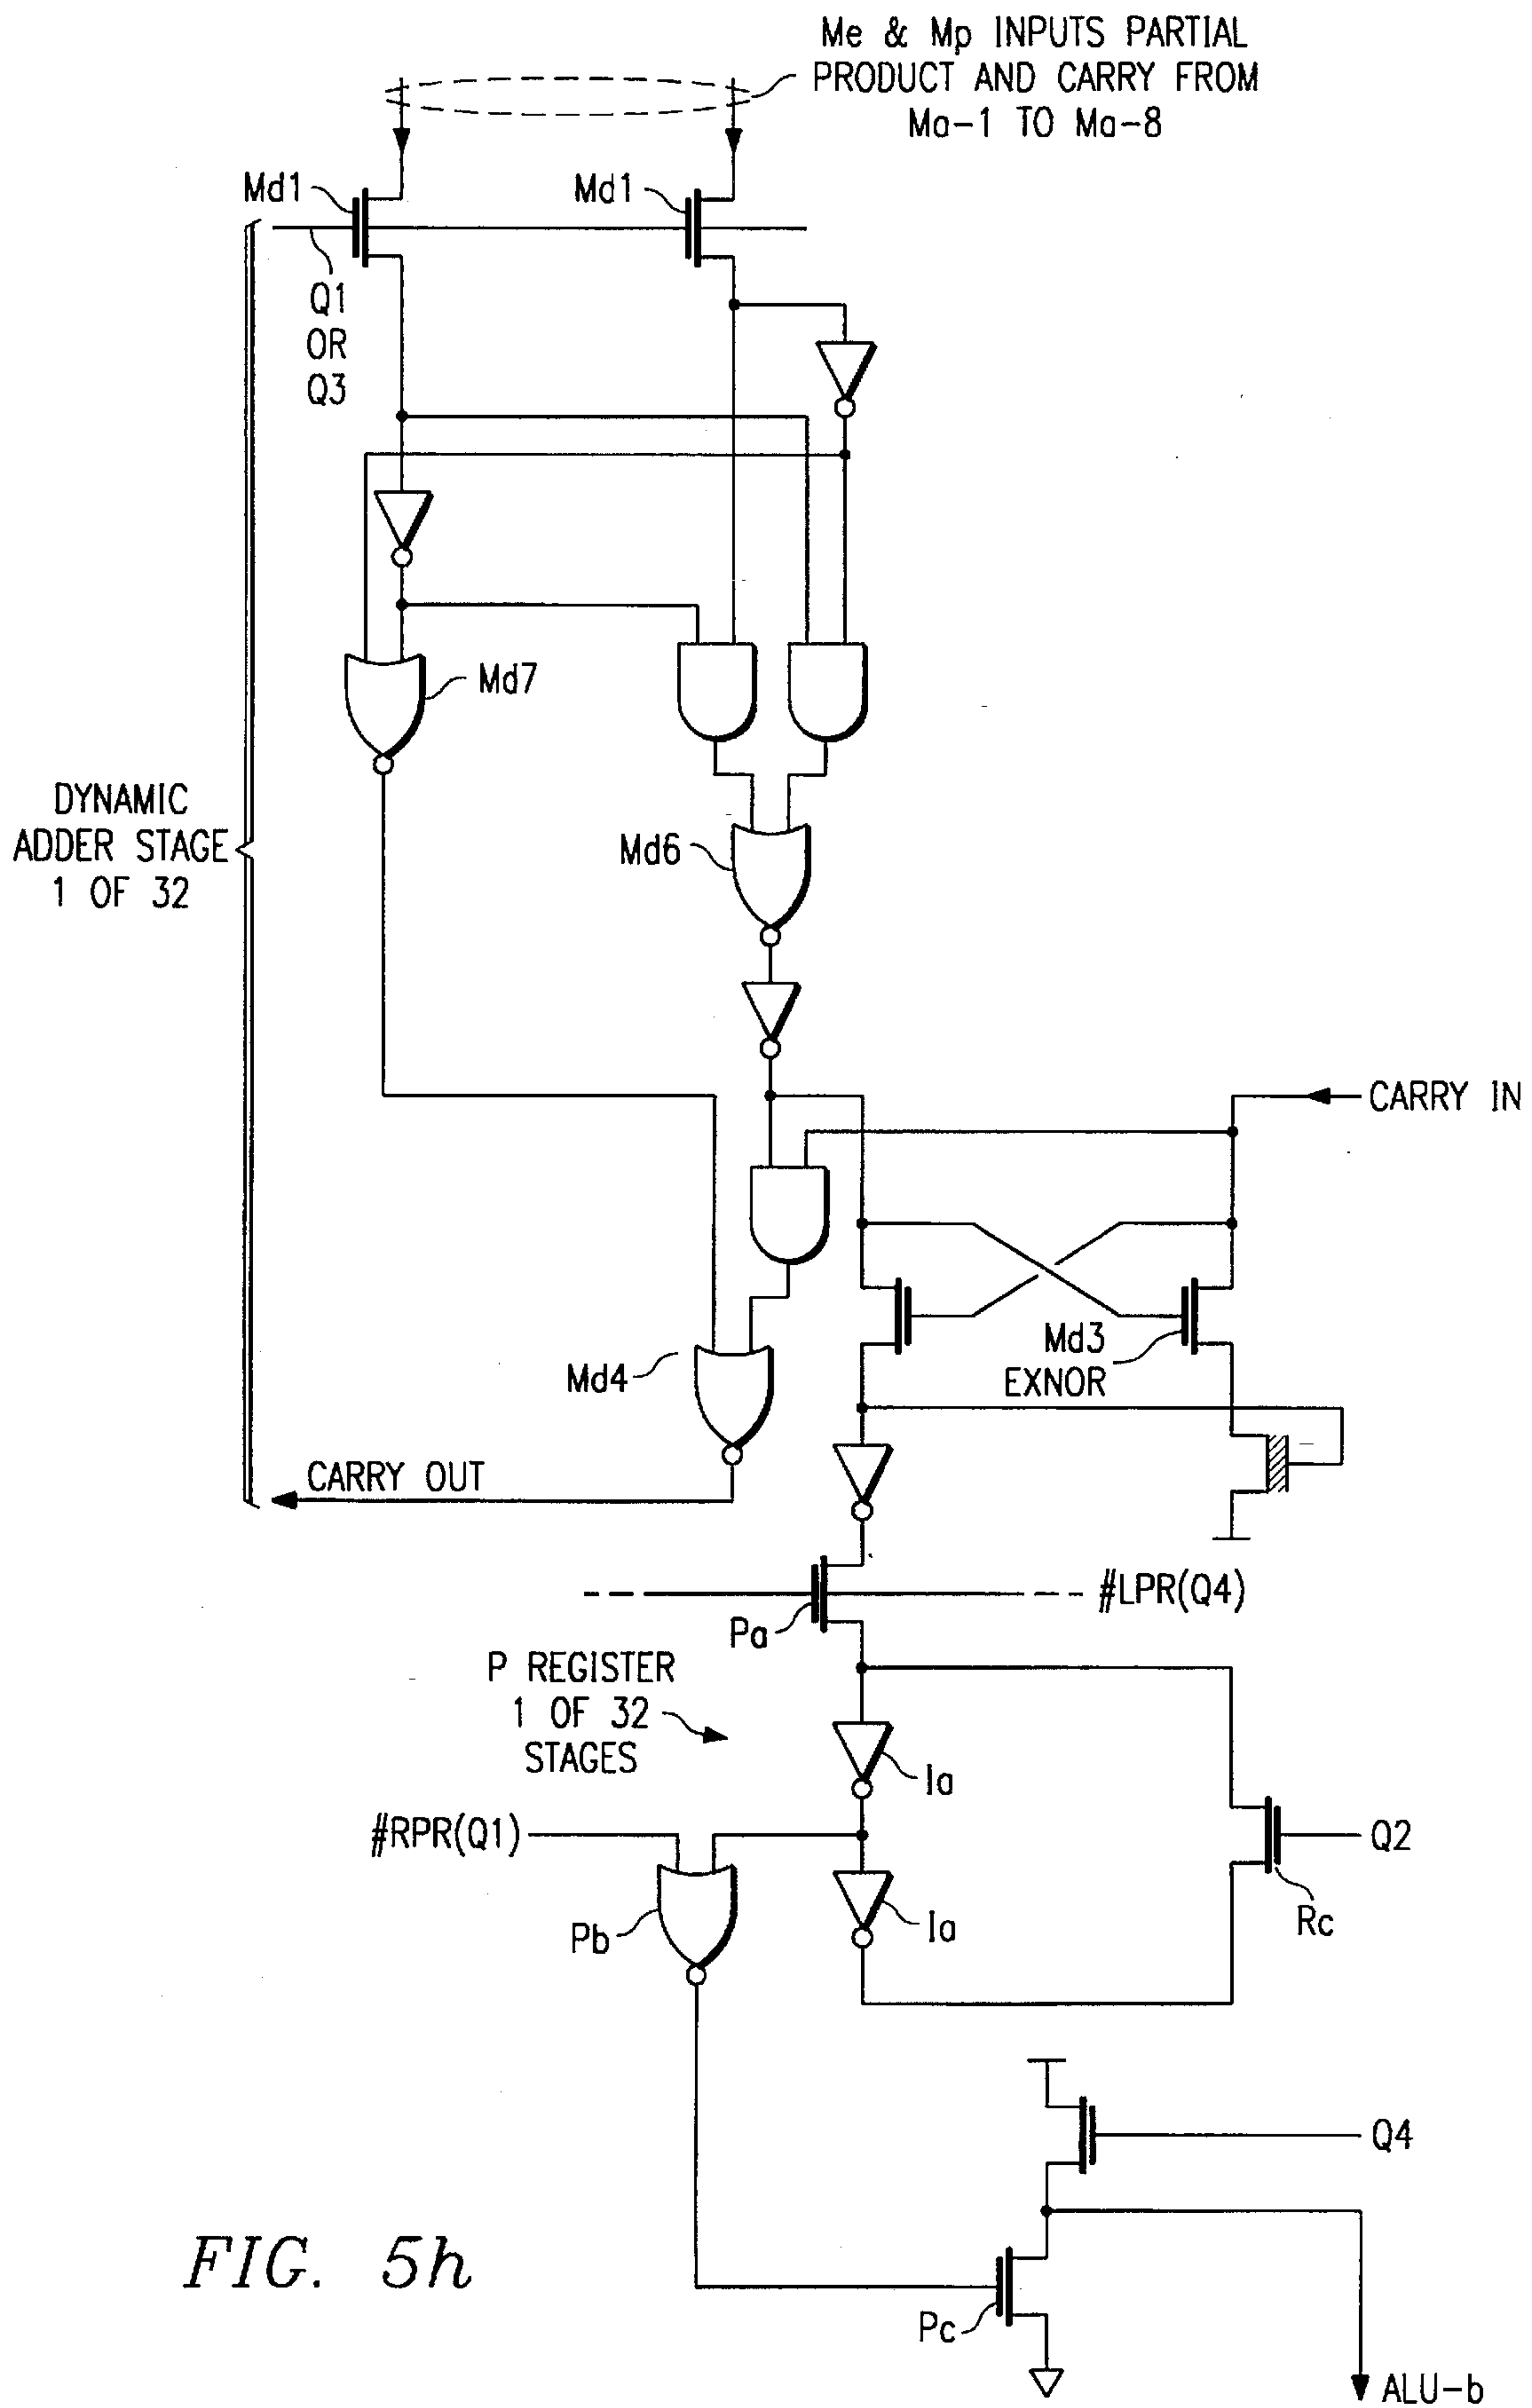 Me & Mp INPUTS PARTIAL
PRODUCT AND CARRY FROM
Ma-1 TO Ma-8
Md1
Md1
Q1
OR
Q3
Md7
DYNAMIC
ADDER STAGE
1 OF 32
Md6
CARRY IN
Md3
EXNOR
Md4
CARRY OUT
#LPR(Q4)
Pa
P REGISTER
1 OF 32
STAGES
Ia
#RPR(Q1)
Q2
Rc
Pb
Ia
Q4
FIG. 5h
Pc
ALU-b